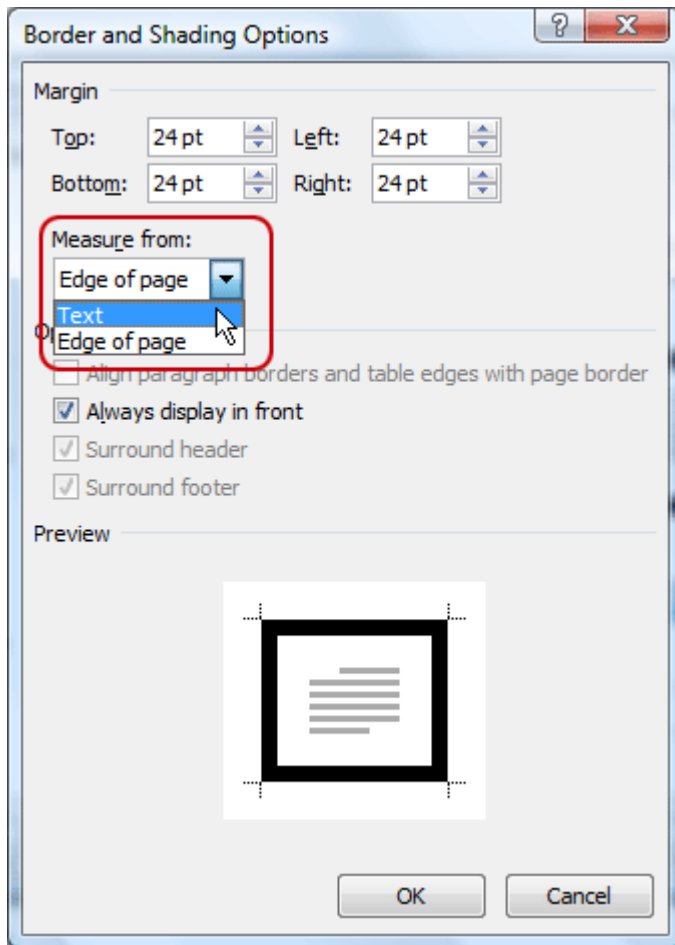 Border and Shading Options
Margin
Top: 24 pt Left: 24 pt
Bottom: 24 pt Right: 24 pt
Measure from:
Edge of page
Text
Edge of page
Align paragraph borders and table edges with page border
Always display in front
Surround header
Surround footer
Preview
OK Cancel